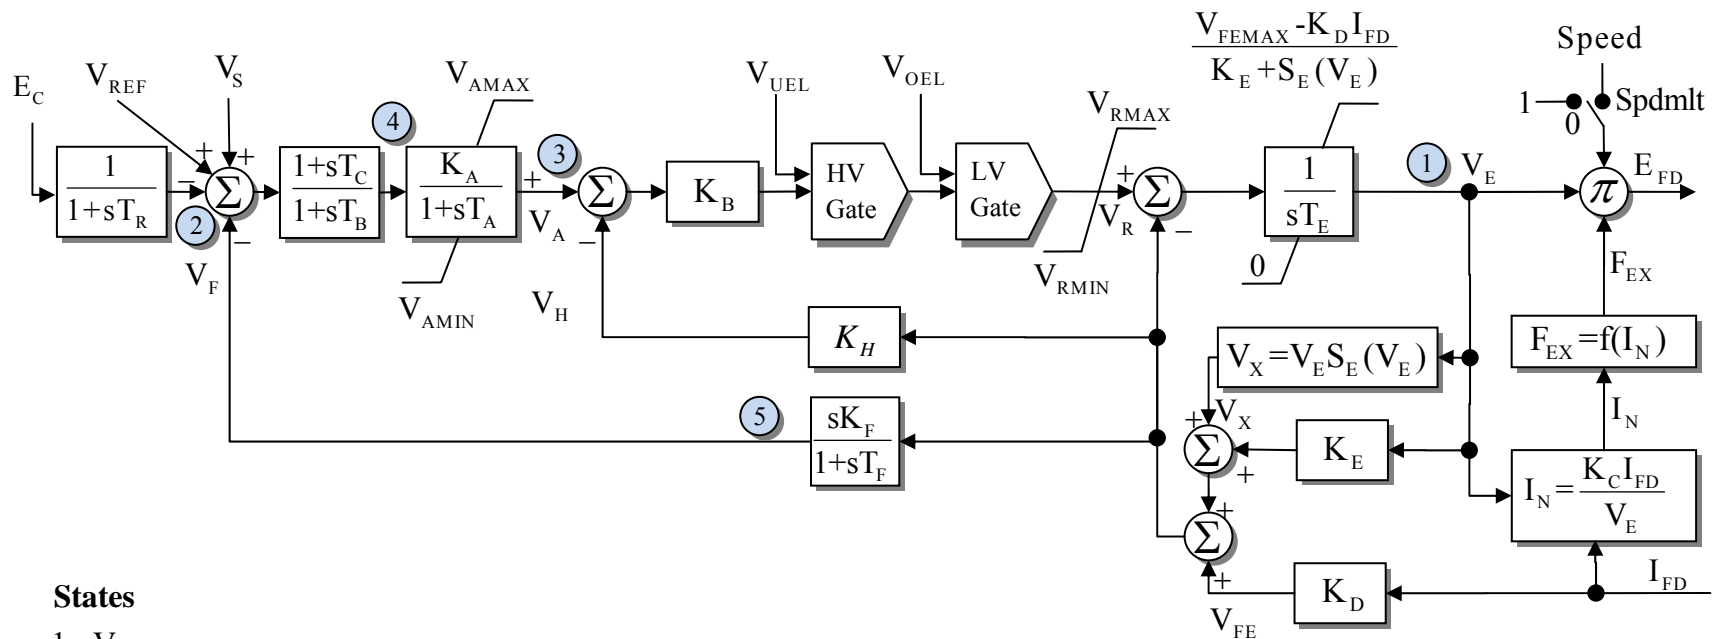 E_C
V_REF
V_S
+
+
−
−
Σ
1
1+sT_R
2
V_F
1+sT_C
1+sT_B
4
V_AMAX
K_A
1+sT_A
V_AMIN
3
+
−
V_A
Σ
V_H
K_B
V_UEL
HV
Gate
V_OEL
LV
Gate
V_RMAX
V_RMIN
+
−
V_R
Σ
V_FEMAX -K_D I_FD
K_E +S_E (V_E)
1
sT_E
0
1
V_E
Speed
1
0
Spdmlt
π
E_FD
F_EX
K_H
V_X =V_E S_E (V_E)
F_EX =f(I_N)
5
sK_F
1+sT_F
+
V_X
Σ
+
K_E
I_N
I_N = K_C I_FD
V_E
+
Σ
+
K_D
V_FE
I_FD
States